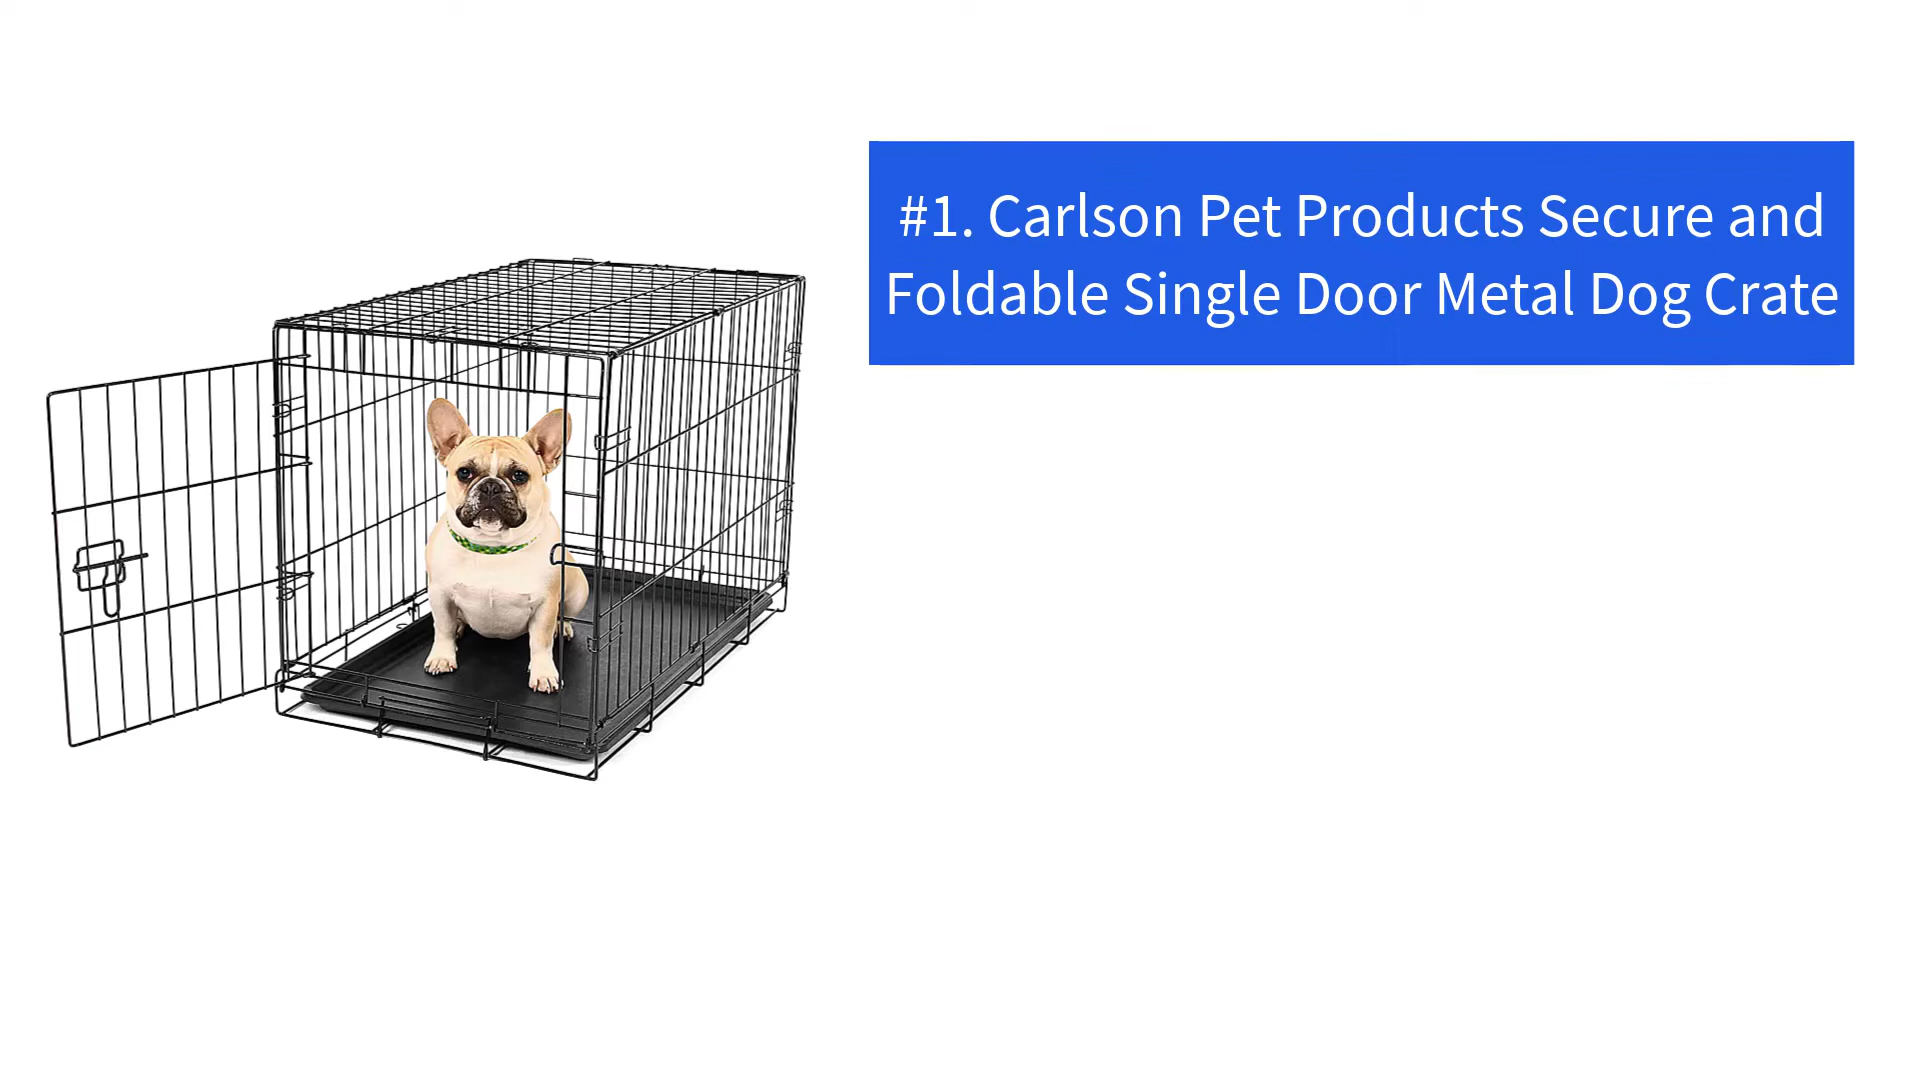 #1. Carlson Pet Products Secure and
Foldable Single Door Metal Dog Crate